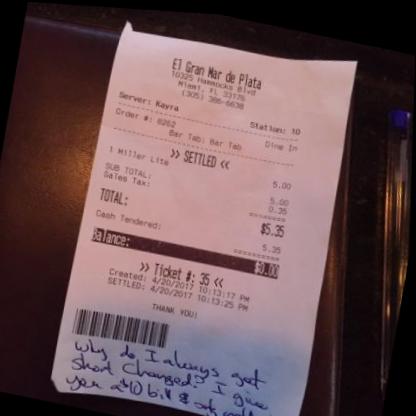 El Gran Mar de Plata
10325 Hammocks Blvd
Miami, FL 33176
(305) 386-6638
Server: Kayra
Station: 10
Order #: 6262
Dine In
Bar Tab: Bar Tab
>> SETTLED <<
1 Miller Lite 5.00
SUB TOTAL: 5.00
Sales Tax: 0.35
TOTAL: $5.35
Cash Tendered: 5.35
Balance: $0.00
>> Ticket #: 35 <<
Created: 4/20/2017 10:13:17 PM
SETTLED: 4/20/2017 10:13:25 PM
THANK YOU!
Why do I always get
short changed? I give
you a $10 bill &